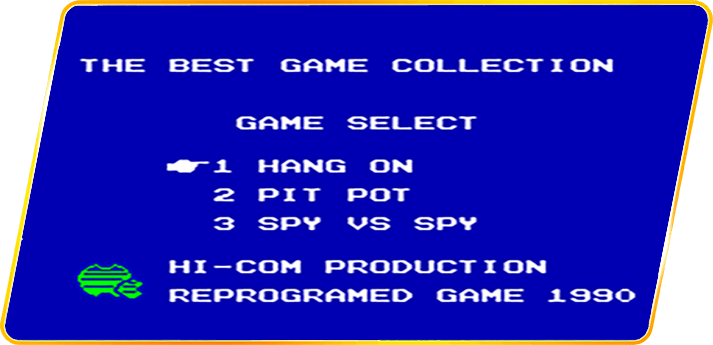 THE BEST GAME COLLECTION
GAME SELECT
1 HANG ON
2 PIT POT
3 SPY VS SPY
HI-COM PRODUCTION
REPROGRAMED GAME 1990